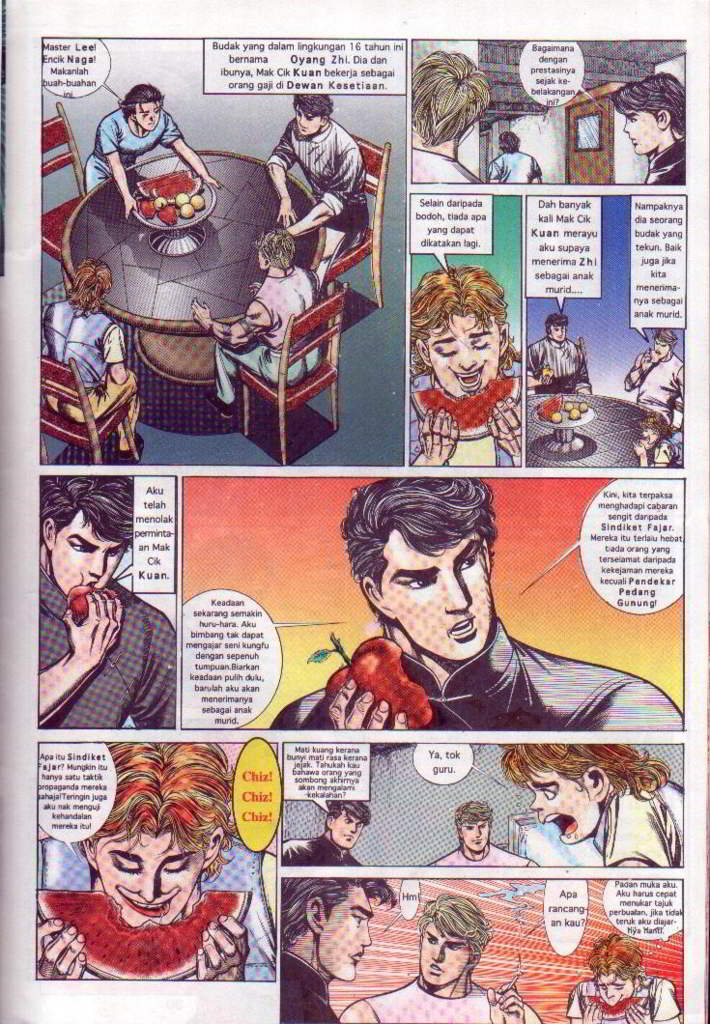 Master Lee!
Encik Naga!
Makanlah
buah-buahan
ini.
Budak yang dalam lingkungan 16 tahun ini
bernama Oyang Zhi. Dia dan
ibunya, Mak Cik Kuan bekerja sebagai
orang gaji di Dewan Kesetiaan.
Bagaimana
dengan
prestasinya
sejak ke-
belakangan
ini?
Selain daripada
bodoh, tiada apa
yang dapat
dikatakan lagi.
Dah banyak
kali Mak Cik
Kuan merayu
aku supaya
menerima Zhi
sebagai anak
murid....
Nampaknya
dia seorang
budak yang
tekun. Baik
juga jika
kita
menerima-
nya sebagai
anak murid.
Aku
telah
menolak
perminta-
an Mak
Cik
Kuan.
Keadaan
sekarang semakin
huru-hara. Aku
bimbang tak dapat
mengajar seni kungfu
dengan sepenuh
tumpuan.Biarkan
keadaan pulih dulu,
barulah aku akan
menerimanya
sebagai anak
murid.
Kini, kita terpaksa
menghadapi cabaran
sengit daripada
Sindiket Fajar.
Mereka itu terlalu hebat,
tiada orang yang
terselamat daripada
kekejaman mereka
kecuali Pendekar
Pedang
Gunung!
Apa itu Sindiket
Fajar? Mungkin itu
hanya satu taktik
propaganda mereka
sahaja!Teringin juga
aku nak menguji
kehandalan
mereka itu!
Chiz!
Chiz!
Chiz!
Mati kuang kerana
bunyi mati rasa kerana
jejak. Tahukah kau
bahawa orang yang
sombong akhirnya
akan mengalami
kekalahan?
Ya, tok
guru.
Hm!
Apa
rancang-
an kau?
Padan muka aku.
Aku harus cepat
menukar tajuk
perbualan, jika tidak
teruk aku diajar-